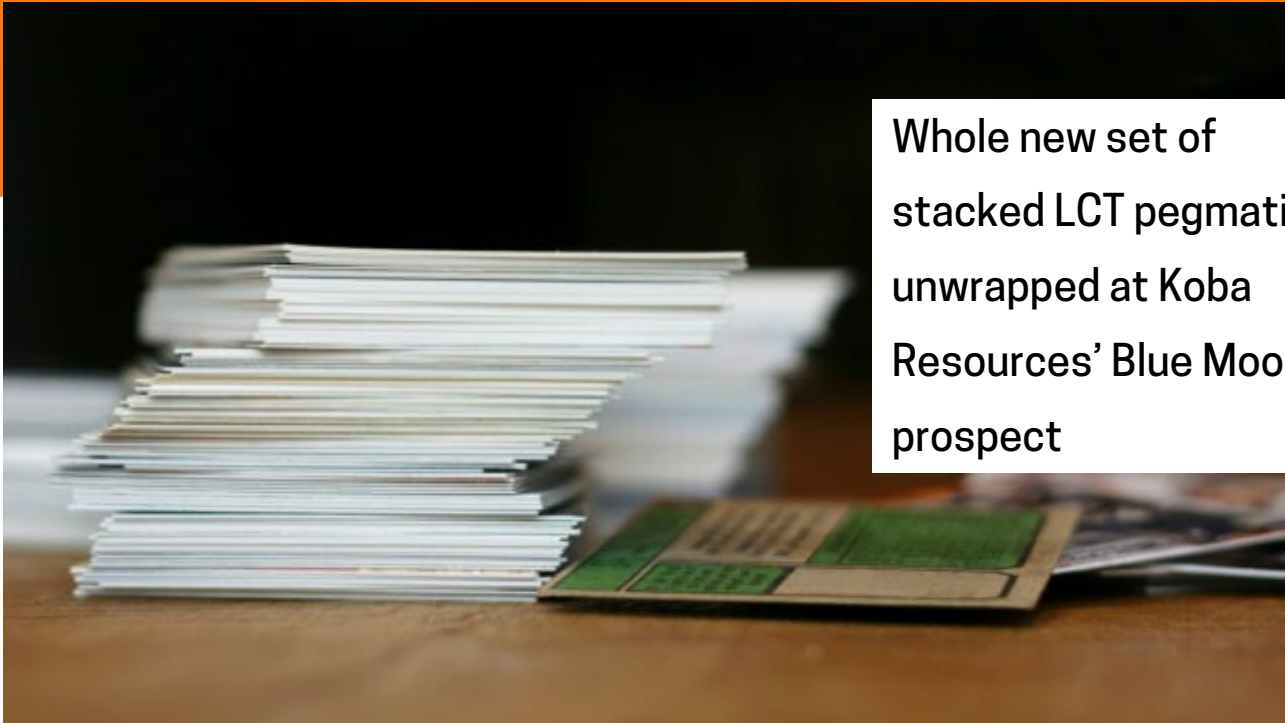 Whole new set of
stacked LCT pegmati
unwrapped at Koba
Resources’ Blue Moo
prospect